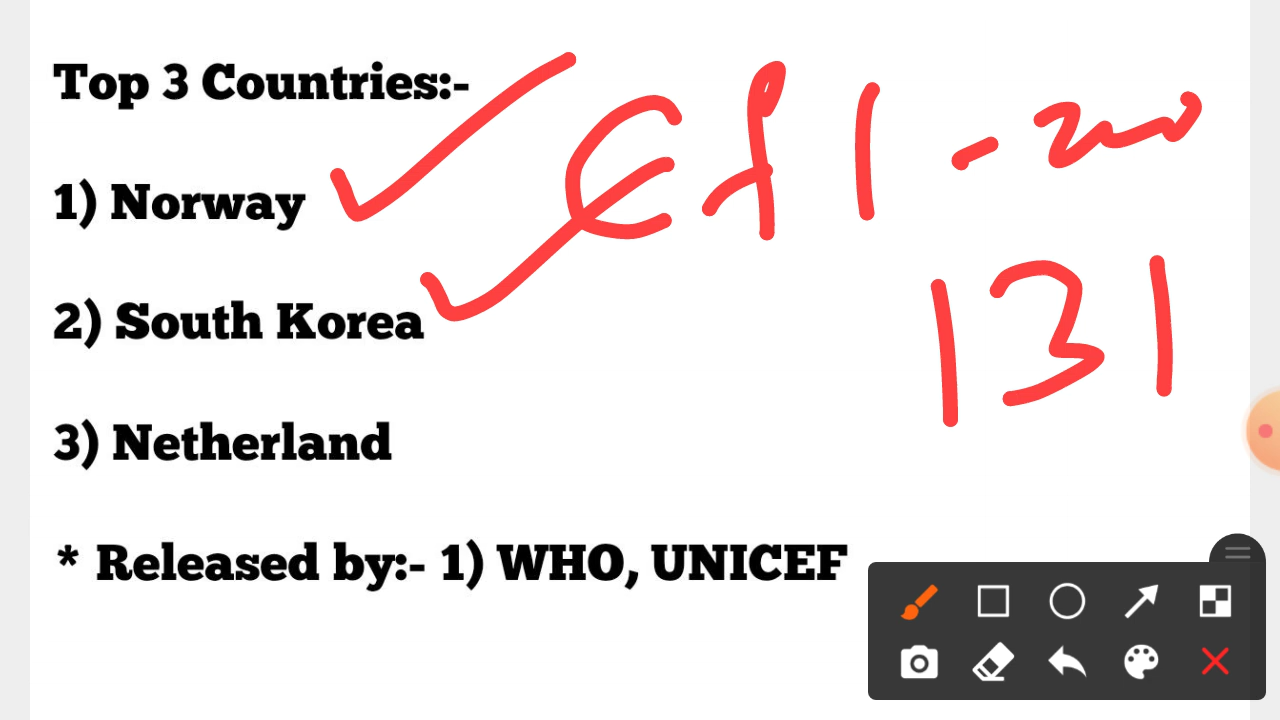 Top 3 Countries:-
1) Norway
2) South Korea
3) Netherland
* Released by:- 1) WHO, UNICEF
131